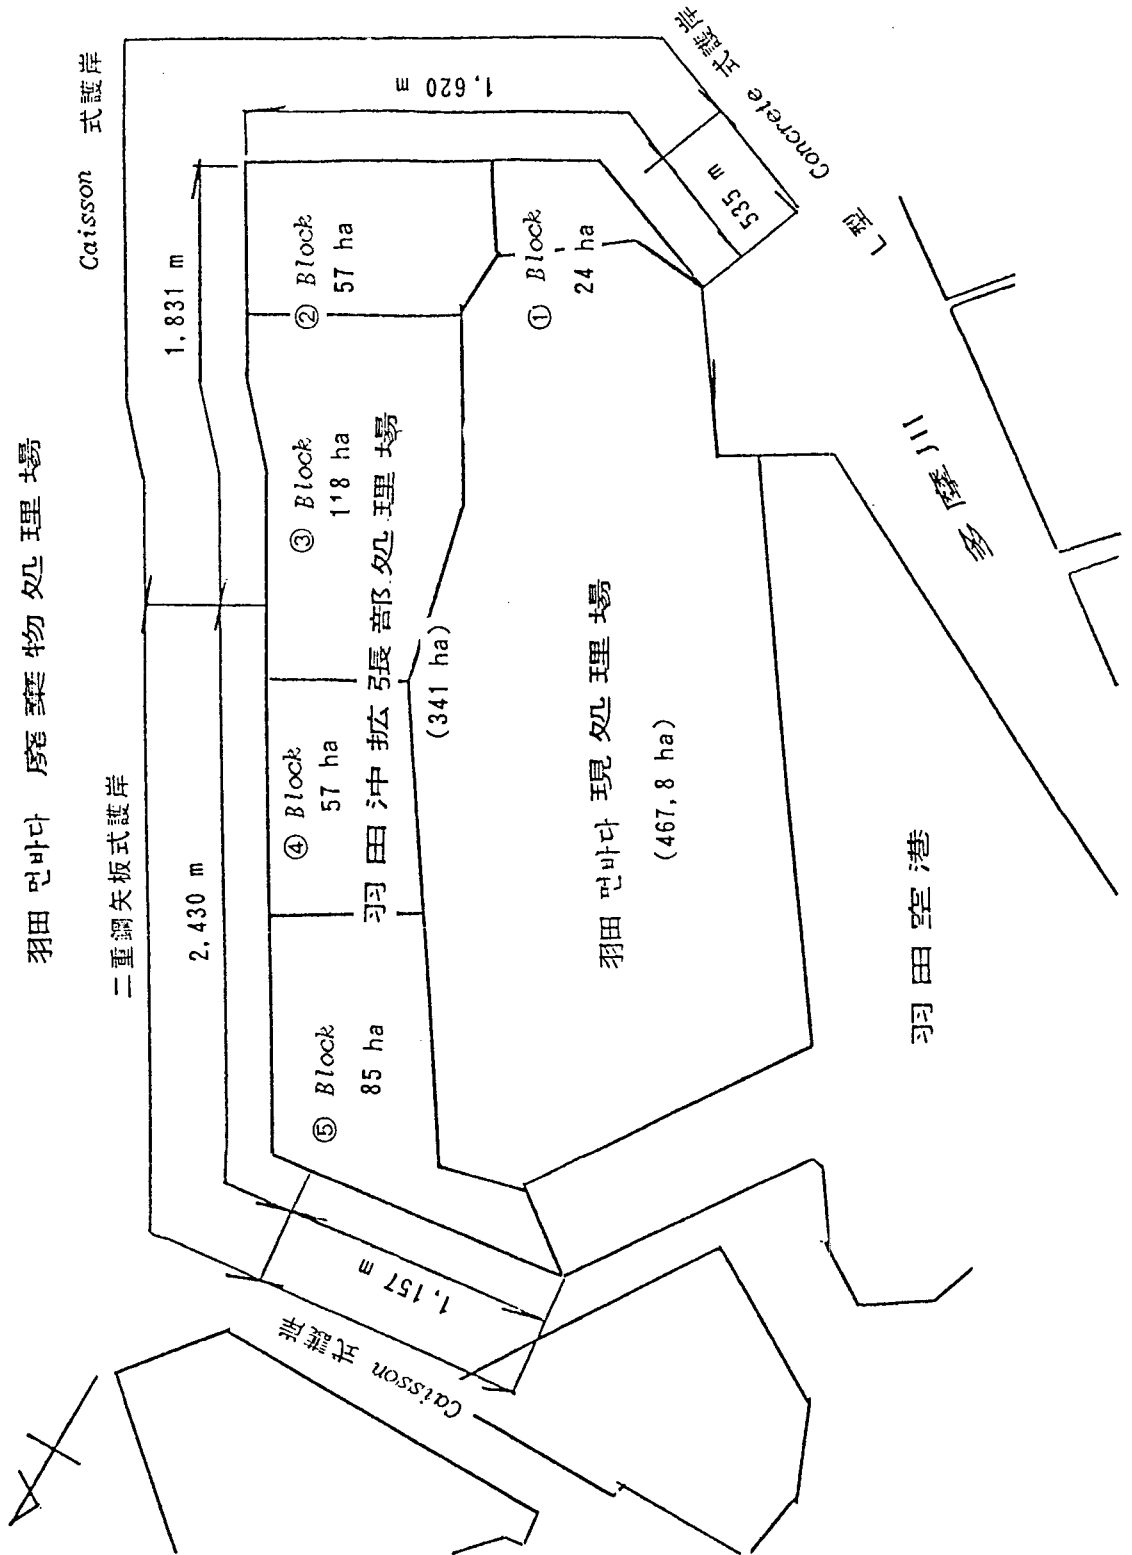 羽田 먼바다 廃棄物処理場
Caisson 式護岸
二重鋼矢板式護岸
1,831 m
2,430 m
1,620 m
② Block
57 ha
① Block
24 ha
③ Block
118 ha
④ Block
57 ha
⑤ Block
85 ha
羽田沖拡張部処理場
(341 ha)
羽田 먼바다 現処理場
(467,8 ha)
535 m
L型 Concrete 式護岸
1,157 m
Caisson 式護岸
多摩川
羽田空港